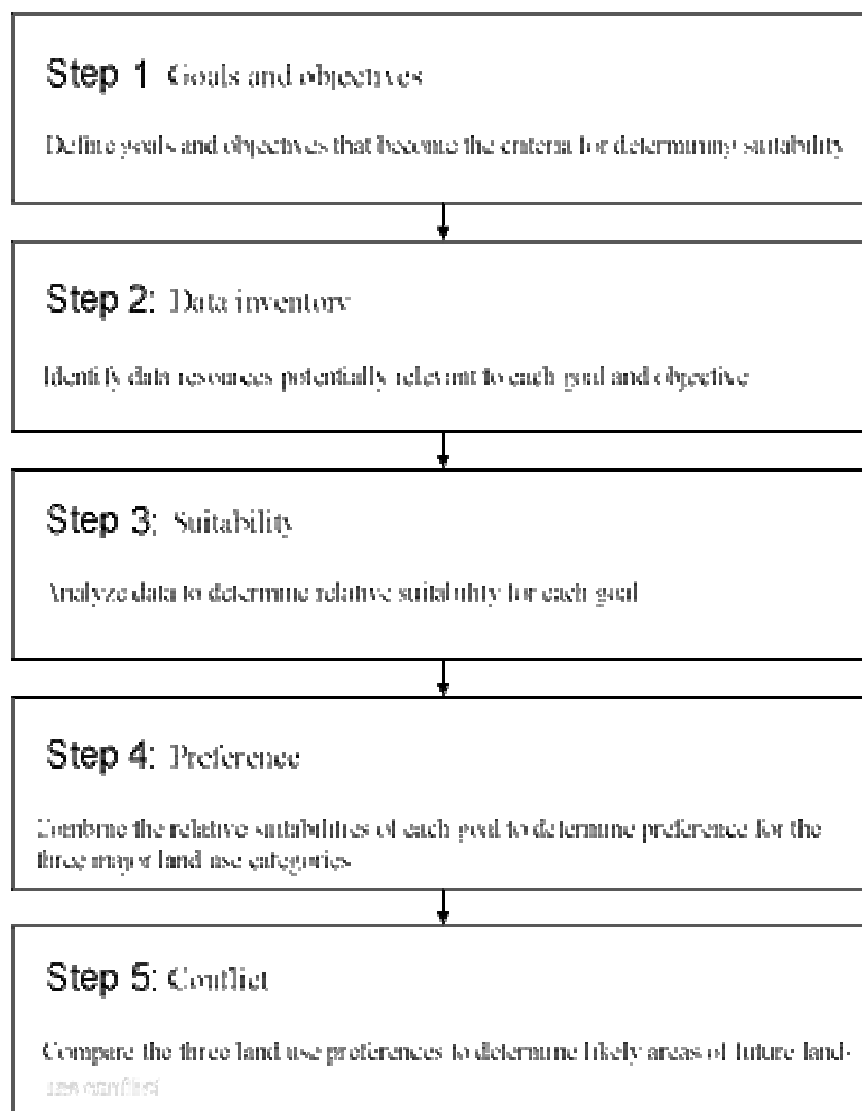 Step 1 Goals and objectives
Define goals and objectives that become the criteria for determining suitability
Step 2: Data inventory
Identify data resources potentially relevant to each goal and objective
Step 3: Suitability
Analyze data to determine relative suitability for each goal
Step 4: Preference
Combine the relative suitabilities of each goal to determine preference for the
three major land use categories
Step 5: Conflict
Compare the three land use preferences to determine likely areas of future land-
use conflict